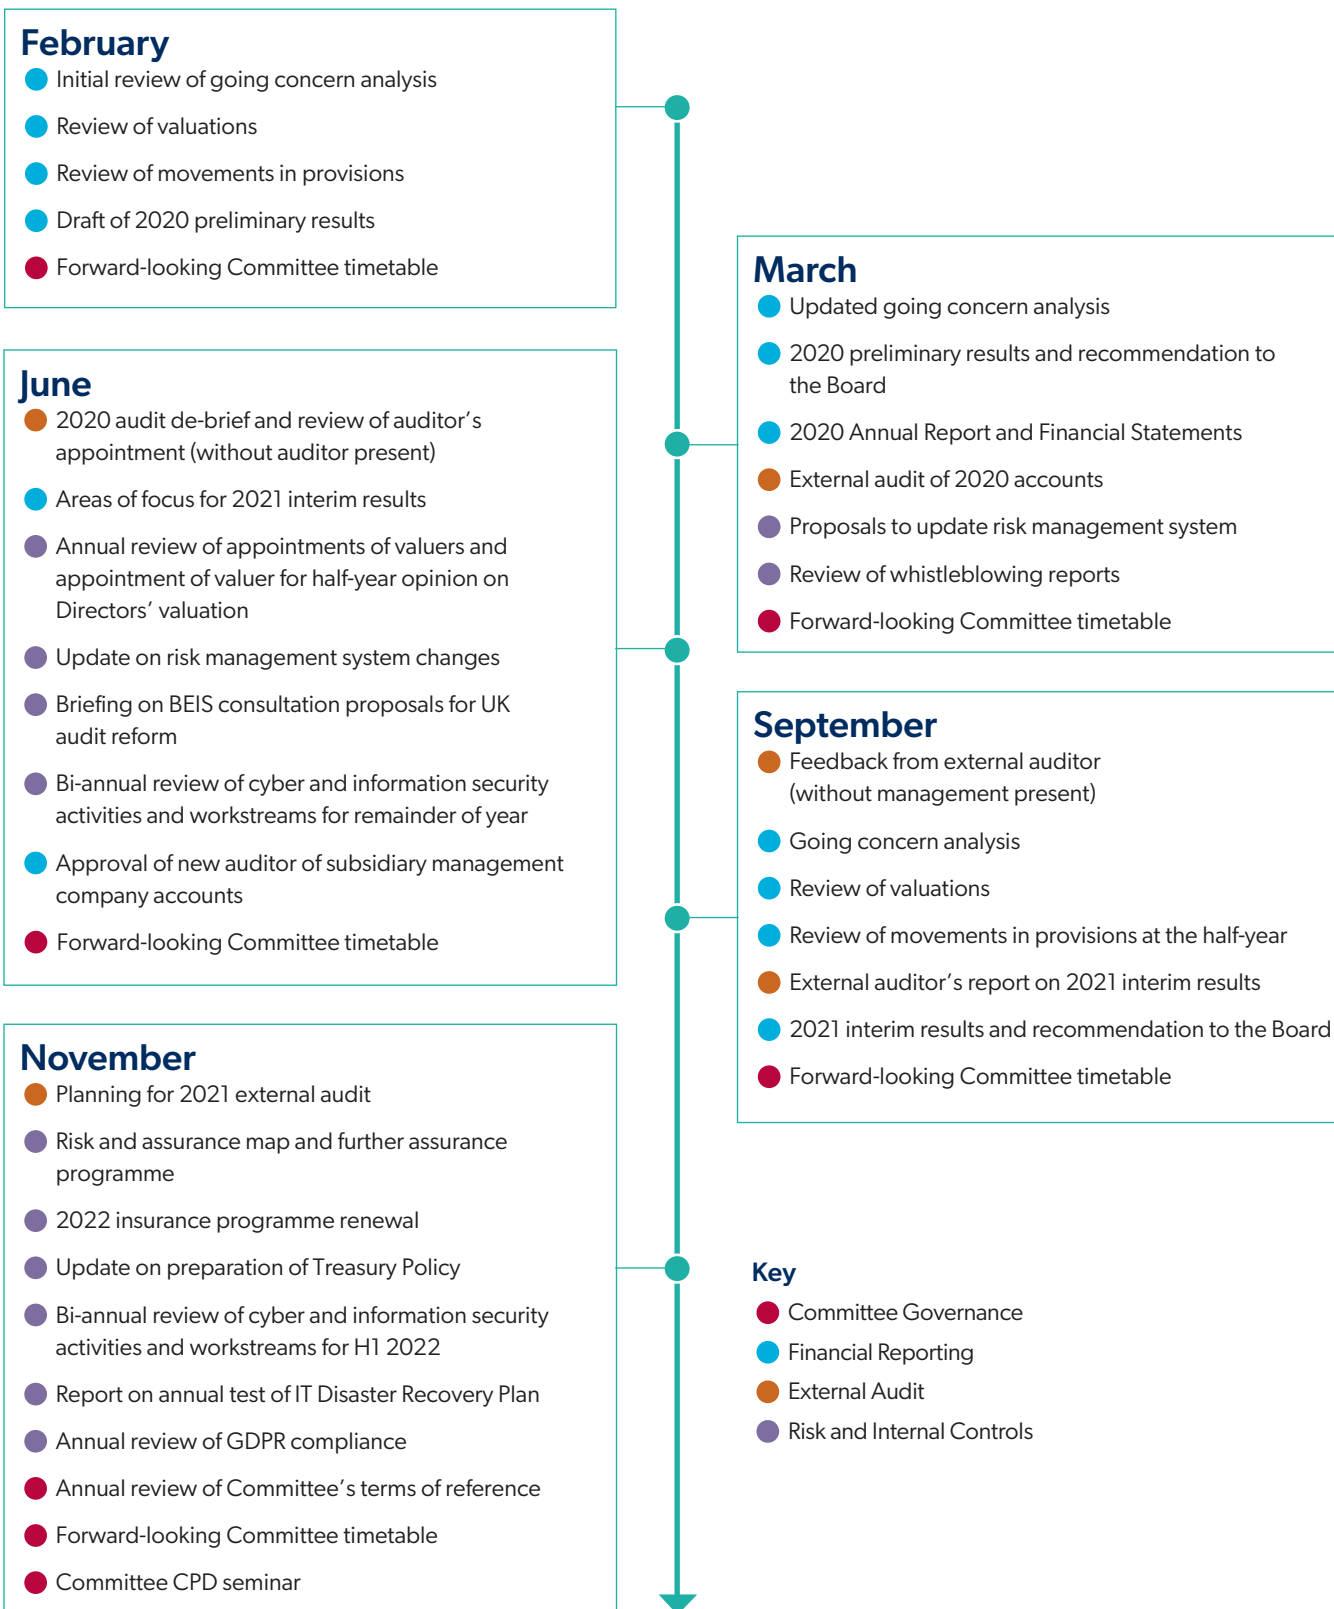 February
Initial review of going concern analysis
Review of valuations
Review of movements in provisions
Draft of 2020 preliminary results
Forward-looking Committee timetable
March
Updated going concern analysis
2020 preliminary results and recommendation to
the Board
2020 Annual Report and Financial Statements
External audit of 2020 accounts
Proposals to update risk management system
Review of whistleblowing reports
Forward-looking Committee timetable
June
2020 audit de-brief and review of auditor's
appointment (without auditor present)
Areas of focus for 2021 interim results
Annual review of appointments of valuers and
appointment of valuer for half-year opinion on
Directors' valuation
Update on risk management system changes
Briefing on BEIS consultation proposals for UK
audit reform
Bi-annual review of cyber and information security
activities and workstreams for remainder of year
Approval of new auditor of subsidiary management
company accounts
Forward-looking Committee timetable
September
Feedback from external auditor
(without management present)
Going concern analysis
Review of valuations
Review of movements in provisions at the half-year
External auditor's report on 2021 interim results
2021 interim results and recommendation to the Board
Forward-looking Committee timetable
November
Planning for 2021 external audit
Risk and assurance map and further assurance
programme
2022 insurance programme renewal
Update on preparation of Treasury Policy
Bi-annual review of cyber and information security
activities and workstreams for H1 2022
Report on annual test of IT Disaster Recovery Plan
Annual review of GDPR compliance
Annual review of Committee's terms of reference
Forward-looking Committee timetable
Committee CPD seminar
Key
Committee Governance
Financial Reporting
External Audit
Risk and Internal Controls